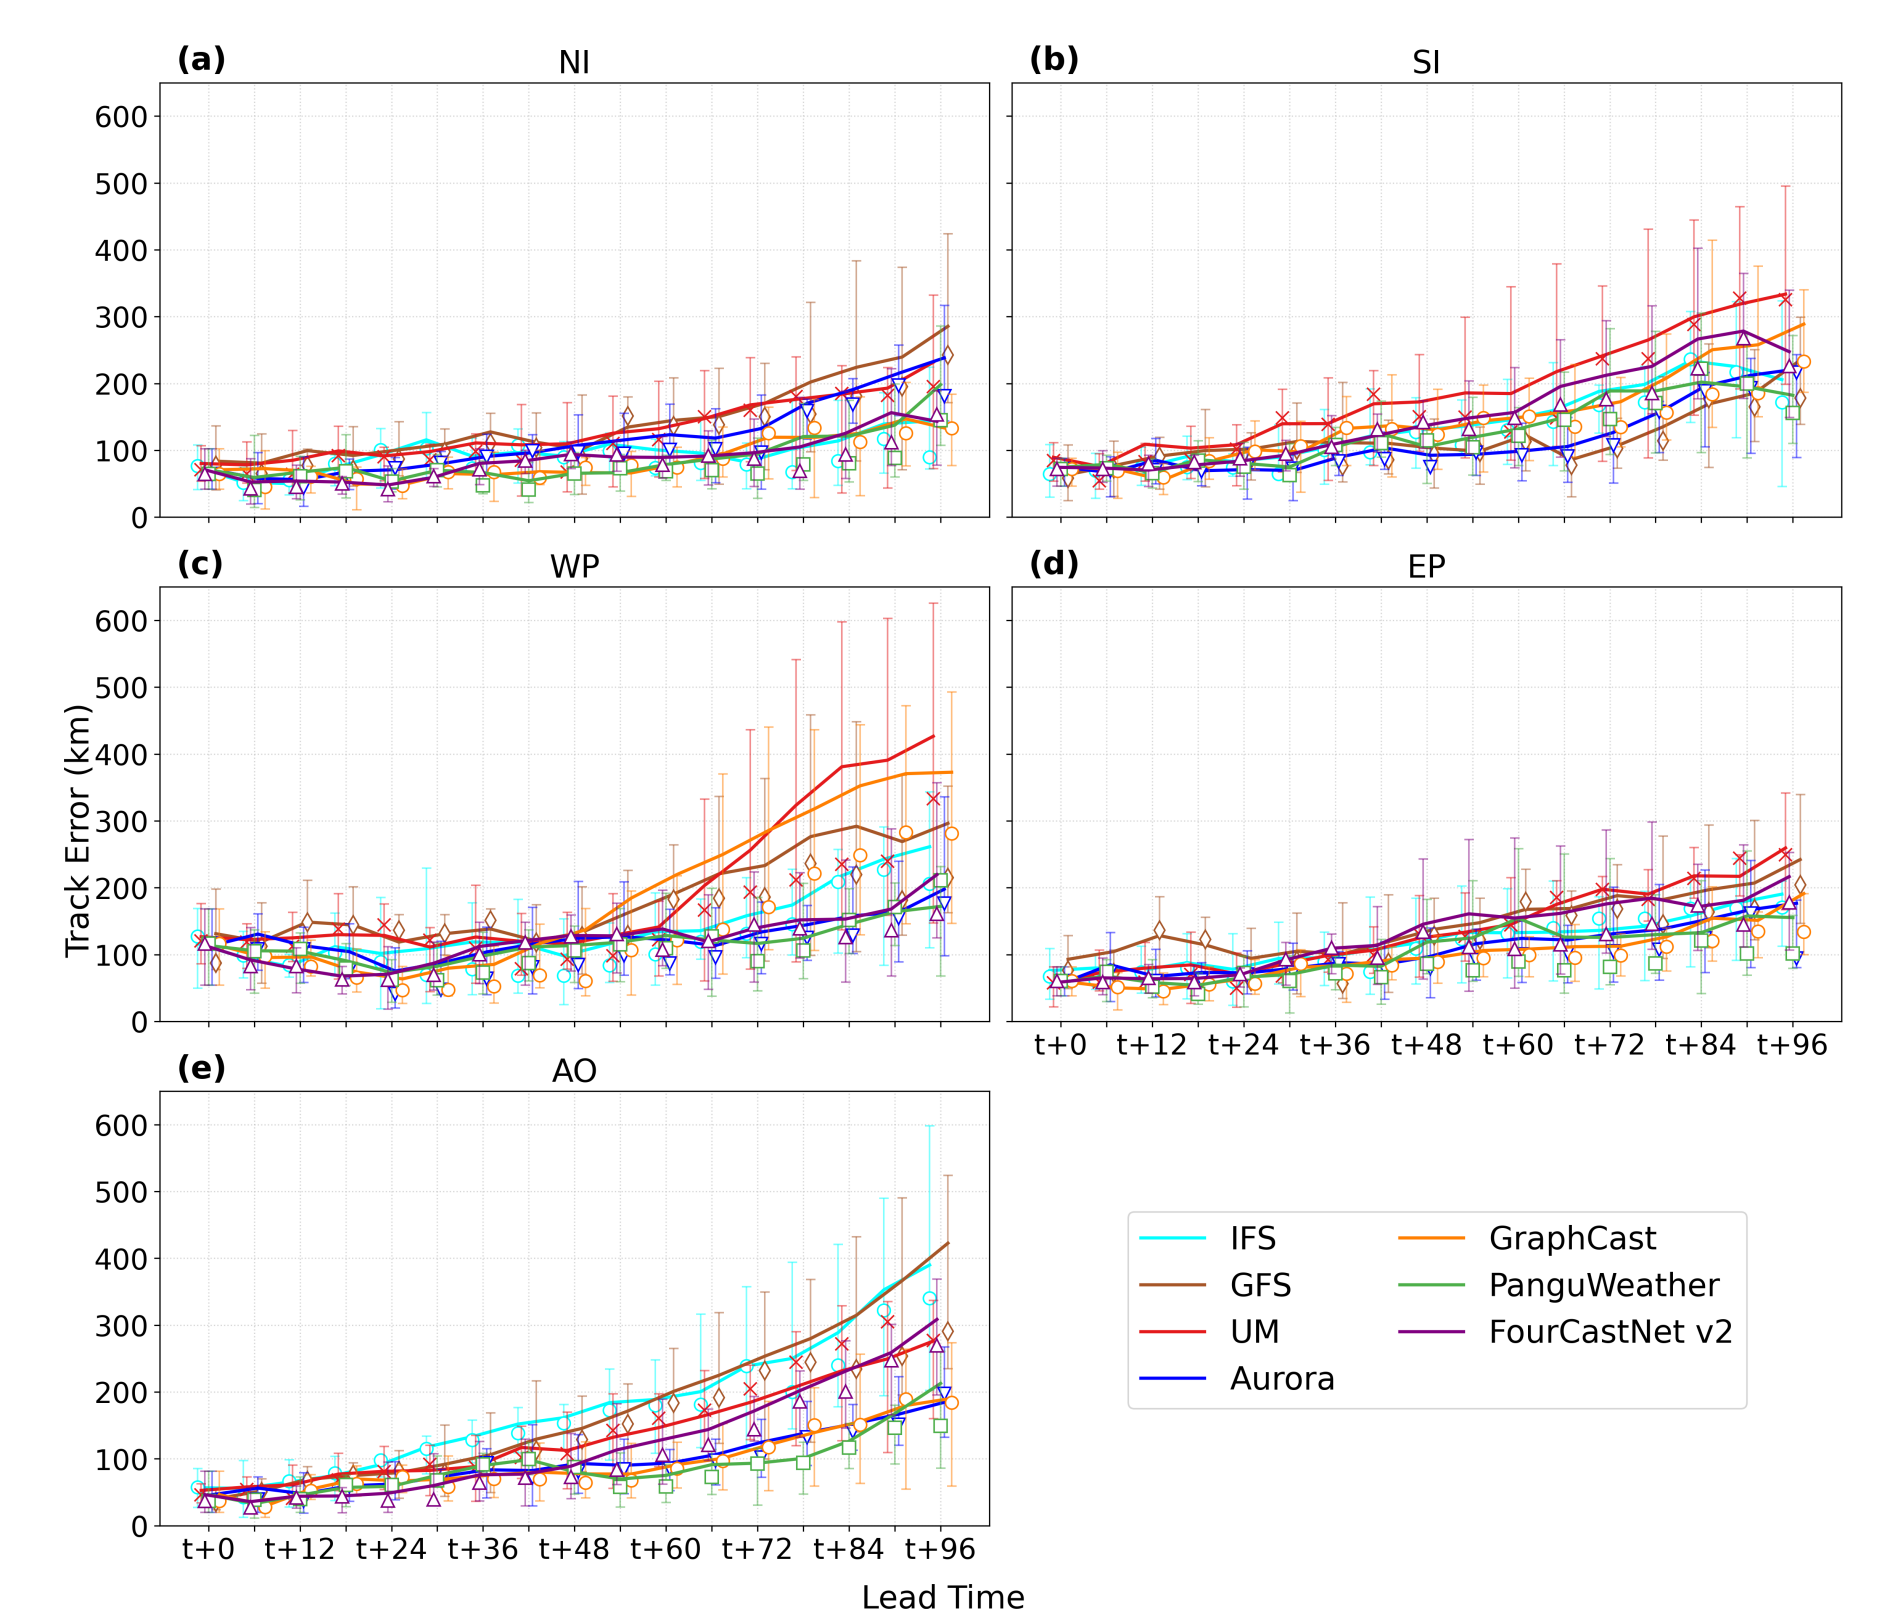 (a) NI
(b) SI
600
500
400
300
200
100
0
(c) WP
(d) EP
600
500
400
300
200
100
0
t+0 t+12 t+24 t+36 t+48 t+60 t+72 t+84 t+96
Track Error (km)
(e) AO
600
500
400
300
200
100
0
t+0 t+12 t+24 t+36 t+48 t+60 t+72 t+84 t+96
Lead Time
IFS
GFS
UM
Aurora
GraphCast
PanguWeather
FourCastNet v2